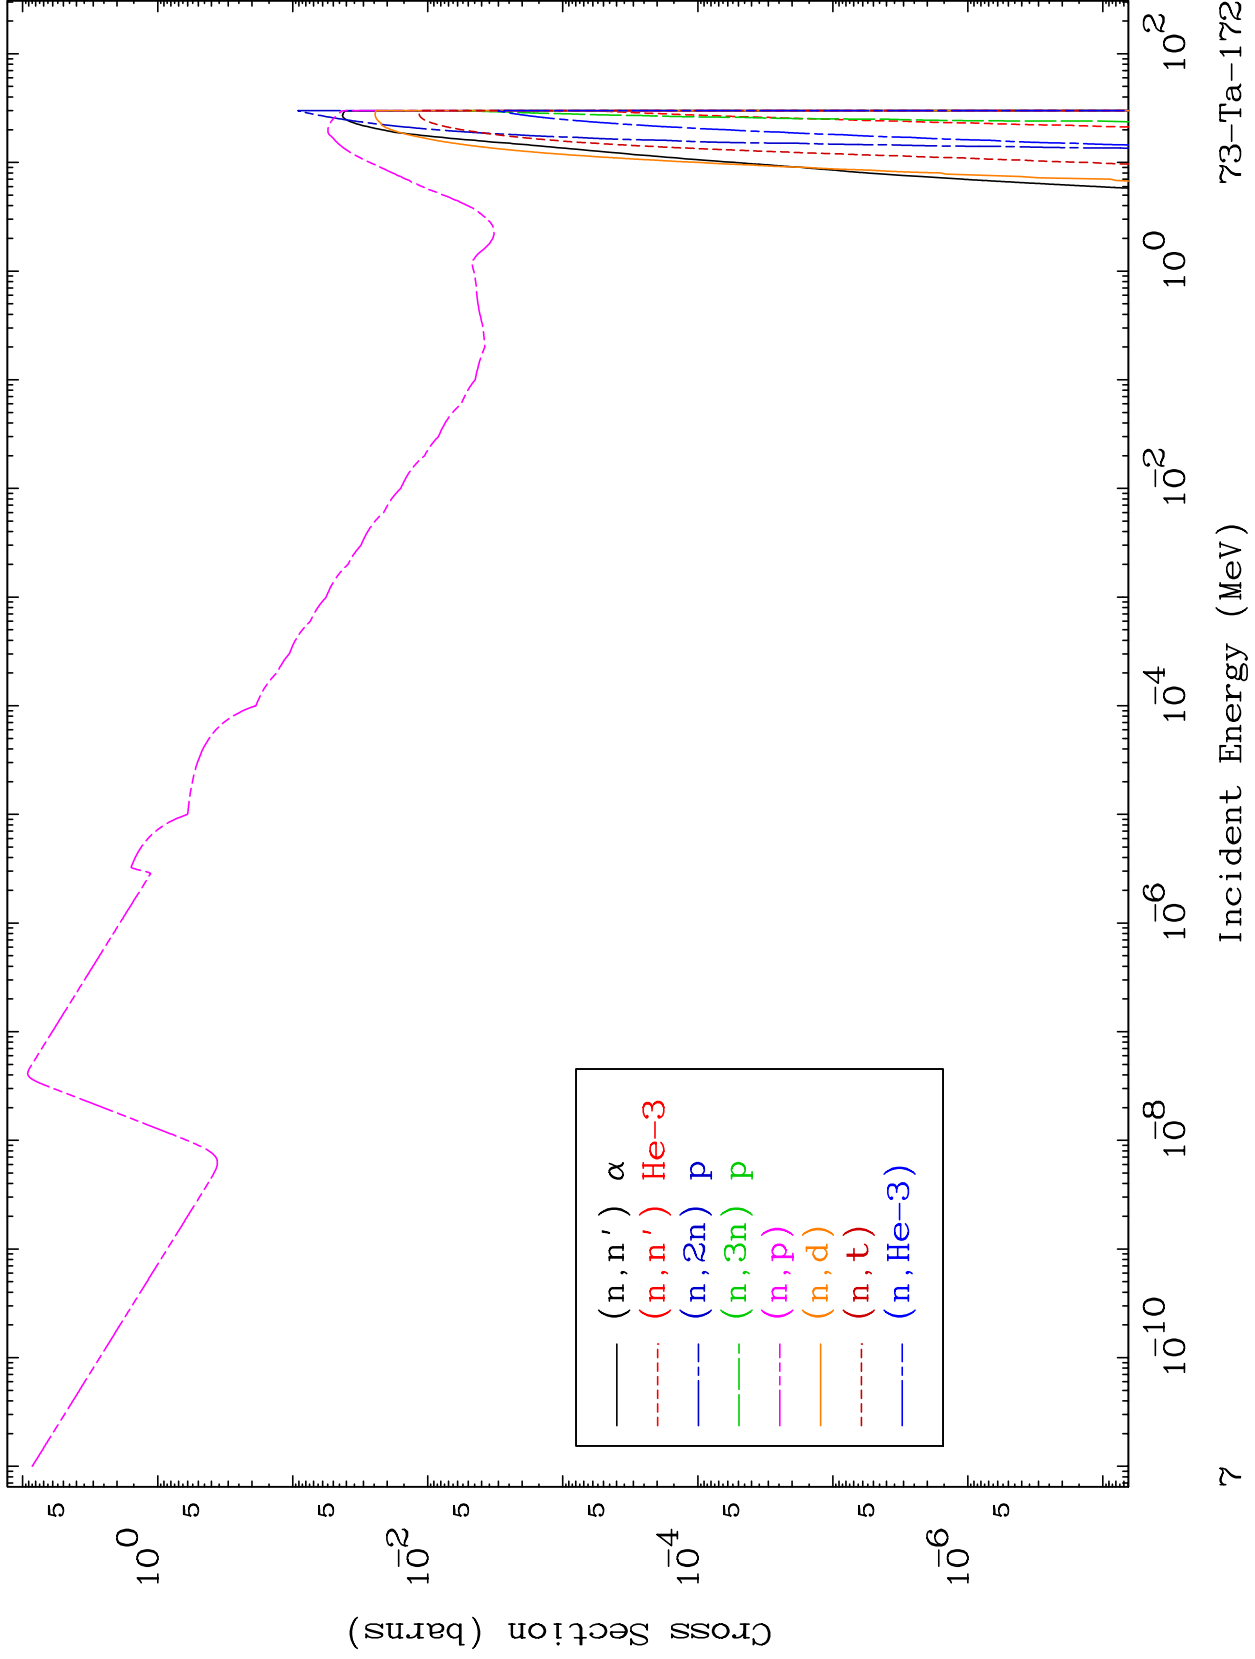 Cross Section (barns)
10^0
10^-2
10^-4
10^-6
5
5
5
5
5
5
5
5
(n,n') α
(n,n') He-3
(n,2n) p
(n,3n) p
(n,p)
(n,d)
(n,t)
(n,He-3)
10^-10
10^-8
10^-6
10^-4
10^-2
10^0
10^2
7
Incident Energy (MeV)
73-Ta-172